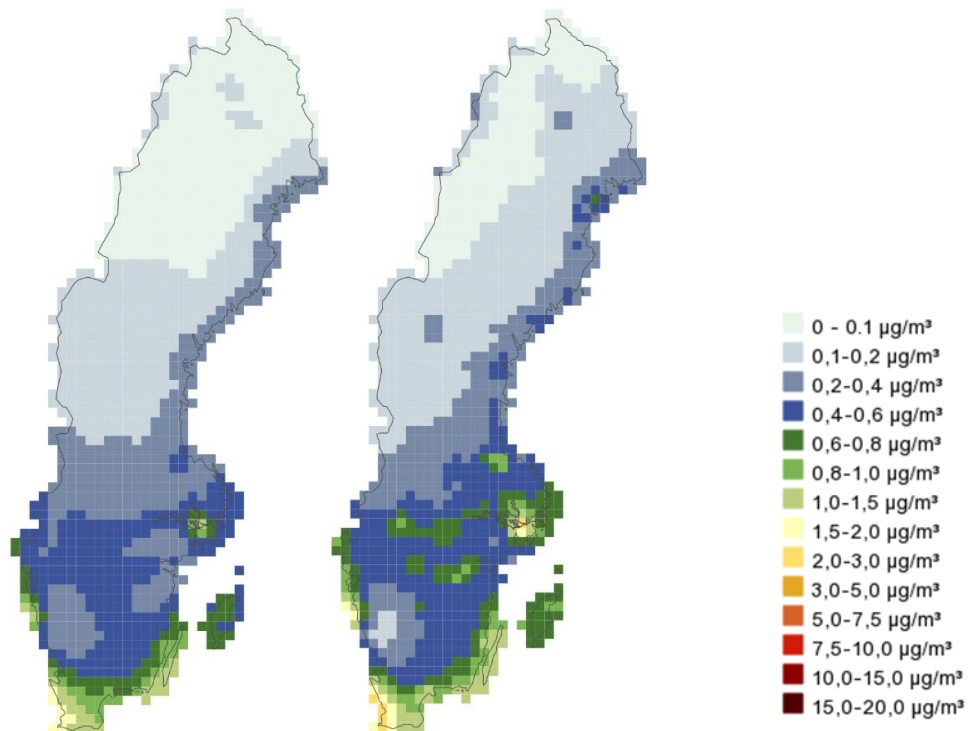 0 - 0.1 µg/m³
0,1-0,2 µg/m³
0,2-0,4 µg/m³
0,4-0,6 µg/m³
0,6-0,8 µg/m³
0,8-1,0 µg/m³
1,0-1,5 µg/m³
1,5-2,0 µg/m³
2,0-3,0 µg/m³
3,0-5,0 µg/m³
5,0-7,5 µg/m³
7,5-10,0 µg/m³
10,0-15,0 µg/m³
15,0-20,0 µg/m³